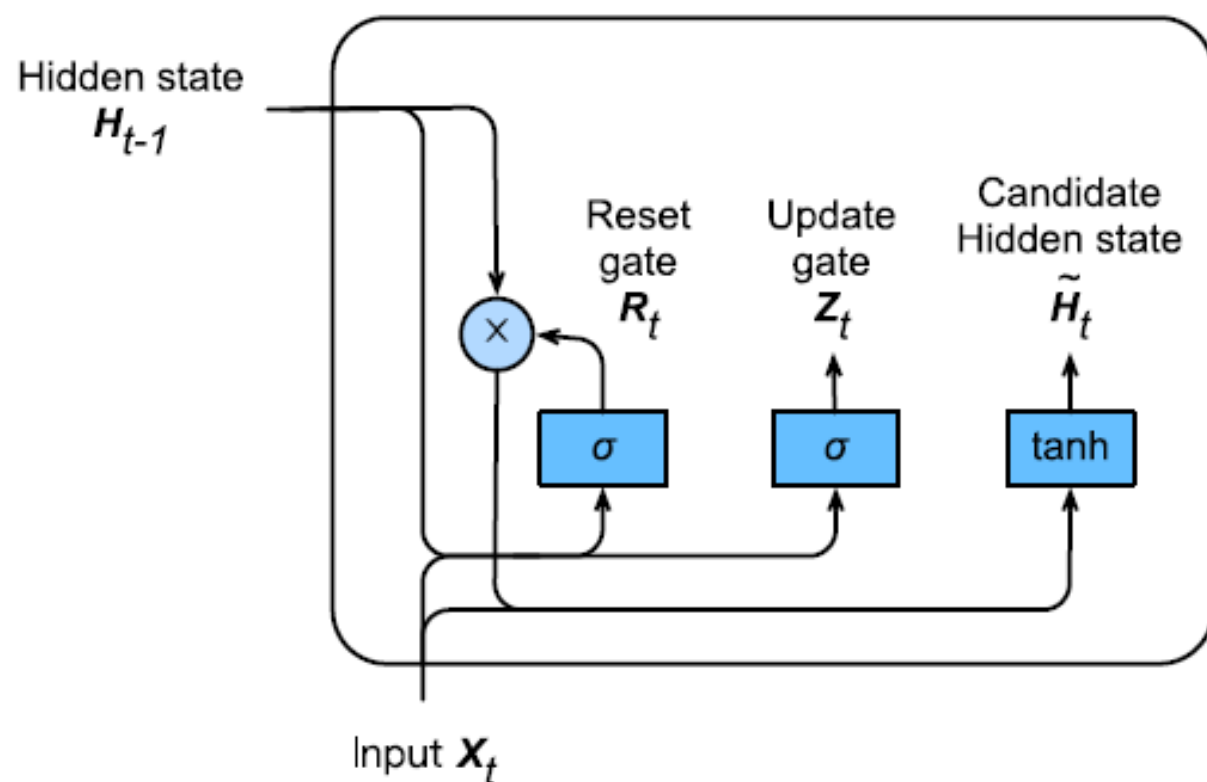 Hidden state
H_{t-1}
Reset
gate
R_t
Update
gate
Z_t
Candidate
Hidden state
H̃_t
×
σ
σ
tanh
Input X_t